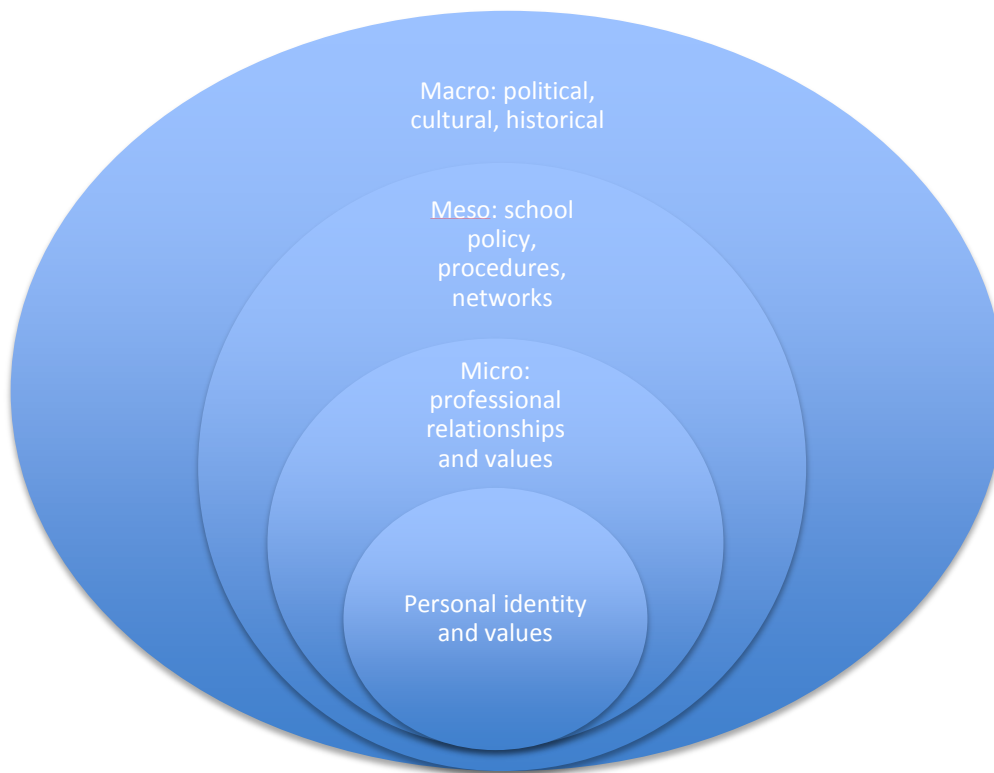 Macro: political,
cultural, historical
Meso: school
policy,
procedures,
networks
Micro:
professional
relationships
and values
Personal identity
and values